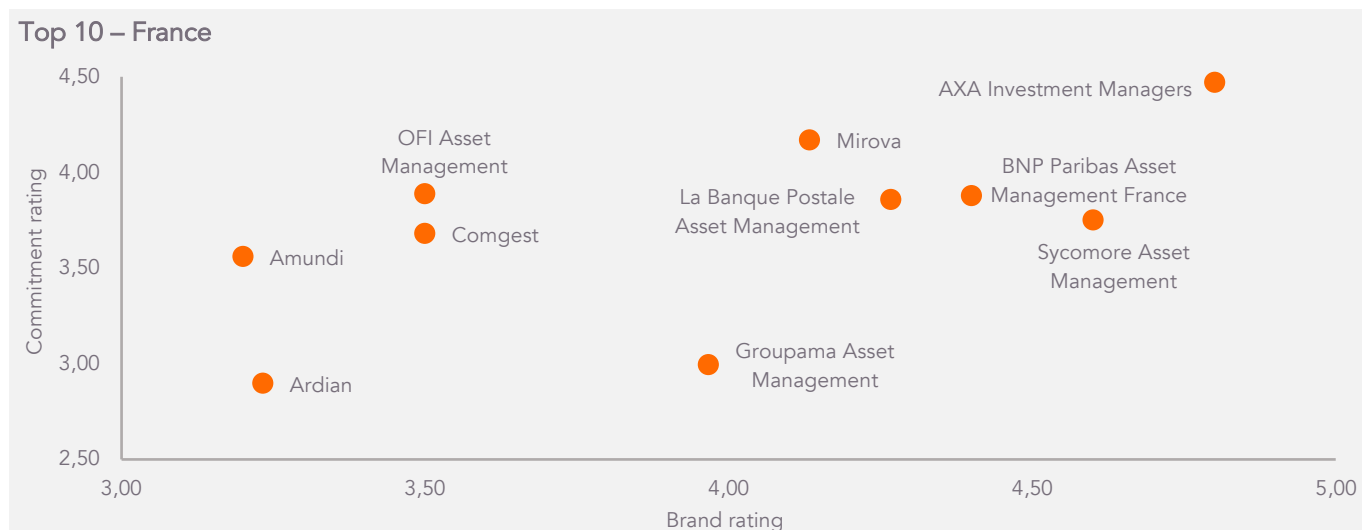 Top 10 – France
4,50
4,00
3,50
3,00
2,50
Commitment rating
AXA Investment Managers
OFI Asset
Management
Mirova
BNP Paribas Asset
Management France
La Banque Postale
Asset Management
Comgest
Amundi
Sycomore Asset
Management
Groupama Asset
Management
Ardian
3,00
3,50
4,00
4,50
5,00
Brand rating